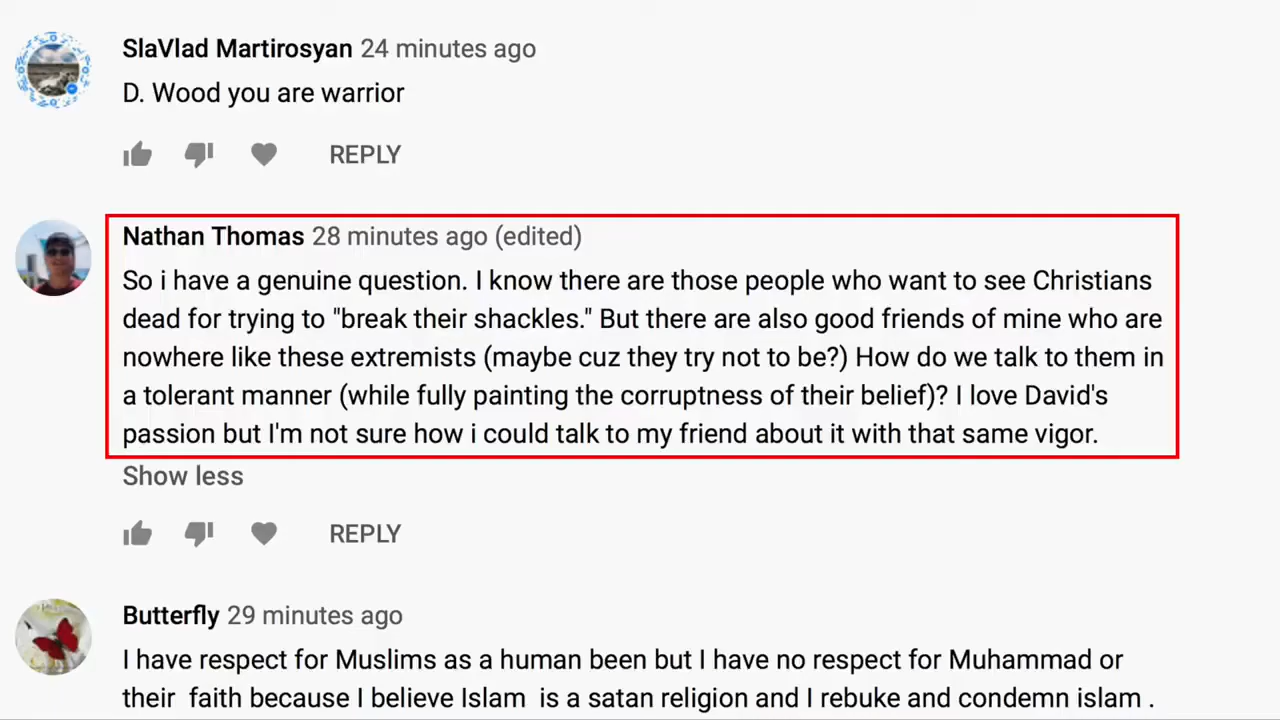 SlaVlad Martirosyan 24 minutes ago
D. Wood you are warrior
REPLY
Nathan Thomas 28 minutes ago (edited)
So i have a genuine question. I know there are those people who want to see Christians
dead for trying to "break their shackles." But there are also good friends of mine who are
nowhere like these extremists (maybe cuz they try not to be?) How do we talk to them in
a tolerant manner (while fully painting the corruptness of their belief)? I love David's
passion but I'm not sure how i could talk to my friend about it with that same vigor.
Show less
REPLY
Butterfly 29 minutes ago
I have respect for Muslims as a human been but I have no respect for Muhammad or
their  faith because I believe Islam  is a satan religion and I rebuke and condemn islam .